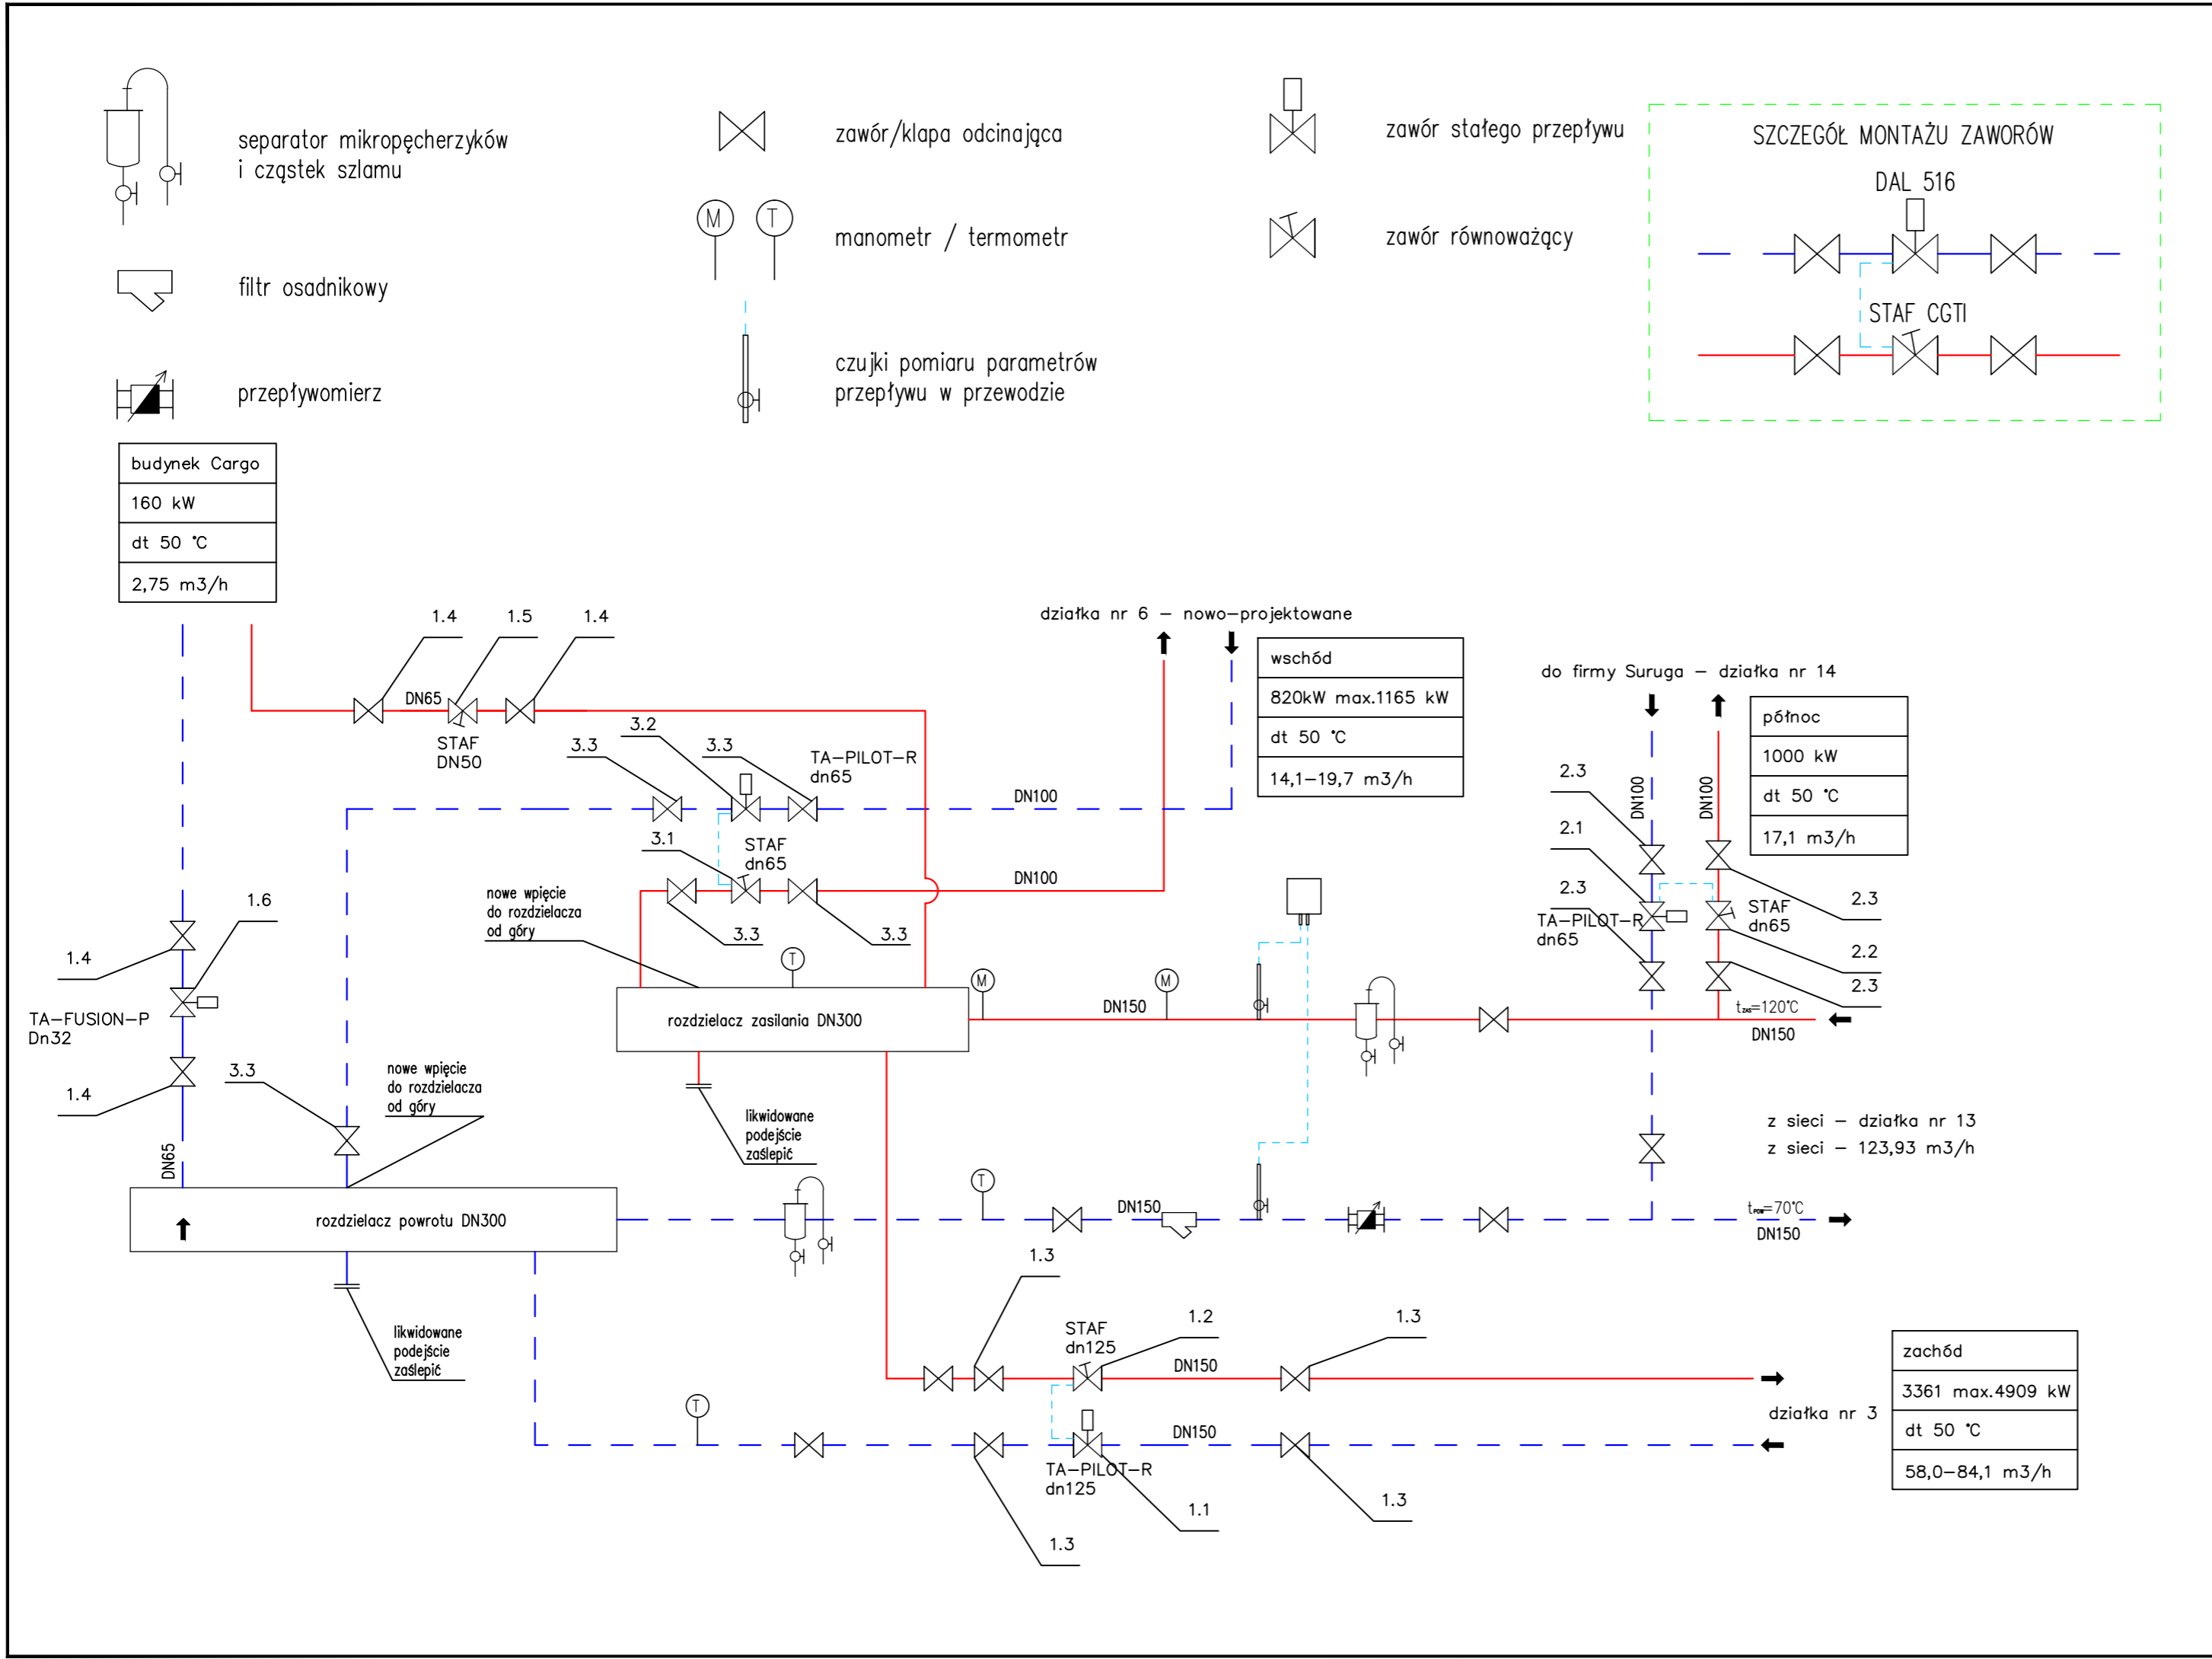 separator mikropęcherzyków
i cząstek szlamu
filtr osadnikowy
przepływomierz
zawór/klapa odcinająca
M
T
manometr / termometr
czujki pomiaru parametrów
przepływu w przewodzie
zawór stałego przepływu
zawór równoważący
SZCZEGÓŁ MONTAŻU ZAWORÓW
DAL 516
STAF CGTI
budynek Cargo
160 kW
dt 50 °C
2,75 m3/h
1.4
1.5
1.4
DN65
STAF
DN50
działka nr 6 – nowo-projektowane
wschód
820kW max.1165 kW
dt 50 °C
14,1–19,7 m3/h
do firmy Suruga – działka nr 14
północ
1000 kW
dt 50 °C
17,1 m3/h
3.3
3.2
3.3
TA-PILOT-R
dn65
DN100
3.1
STAF
dn65
DN100
3.3
3.3
nowe wpięcie
do rozdzielacza
od góry
DN100
DN100
2.3
2.1
2.3
TA-PILOT-R
dn65
STAF
dn65
2.3
2.2
2.3
1.6
1.4
TA-FUSION-P
Dn32
1.4
DN65
3.3
nowe wpięcie
do rozdzielacza
od góry
T
M
M
rozdzielacz zasilania DN300
DN150
tzas=120°C
DN150
likwidowane
podejście
zaślepić
z sieci – działka nr 13
z sieci – 123,93 m3/h
rozdzielacz powrotu DN300
T
DN150
tpow=70°C
DN150
likwidowane
podejście
zaślepić
1.3
STAF
dn125
1.2
DN150
1.3
działka nr 3
T
DN150
TA-PILOT-R
dn125
1.1
1.3
1.3
zachód
3361 max.4909 kW
dt 50 °C
58,0–84,1 m3/h